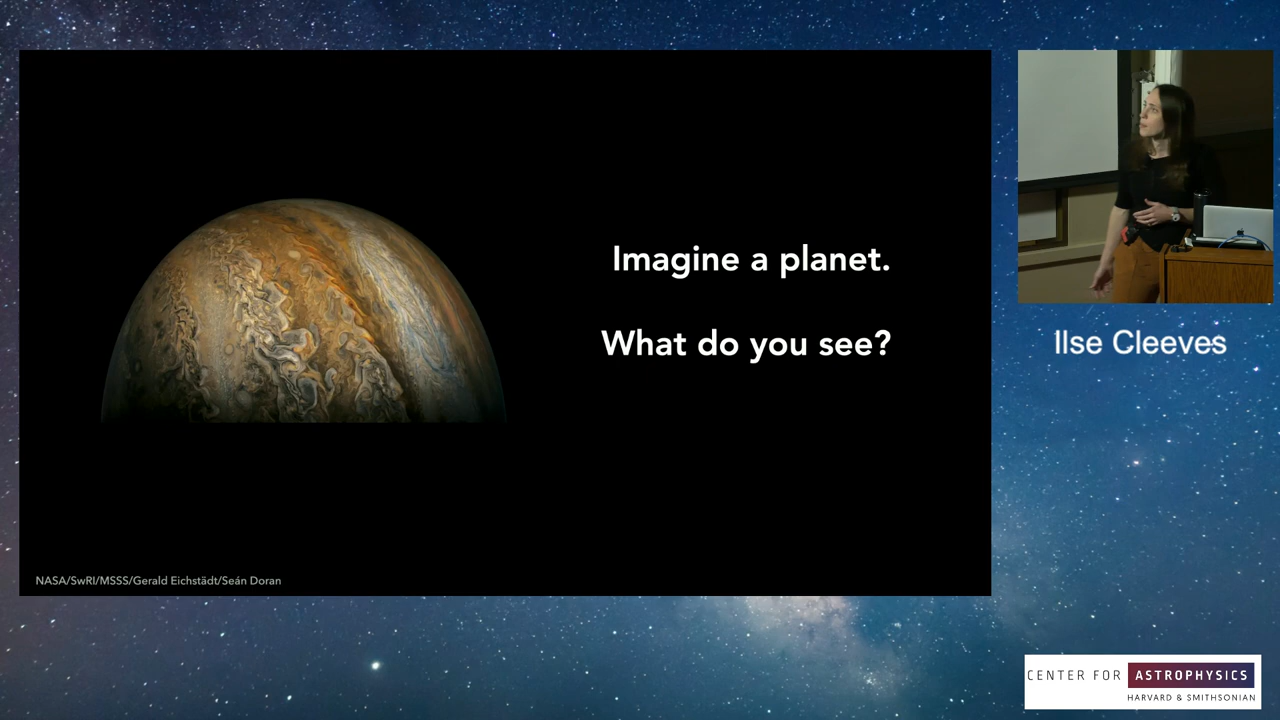 Imagine a planet.
What do you see?
NASA/SwRI/MSSS/Gerald Eichstädt/Seán Doran
Ilse Cleeves
CENTER FOR ASTROPHYSICS
HARVARD & SMITHSONIAN